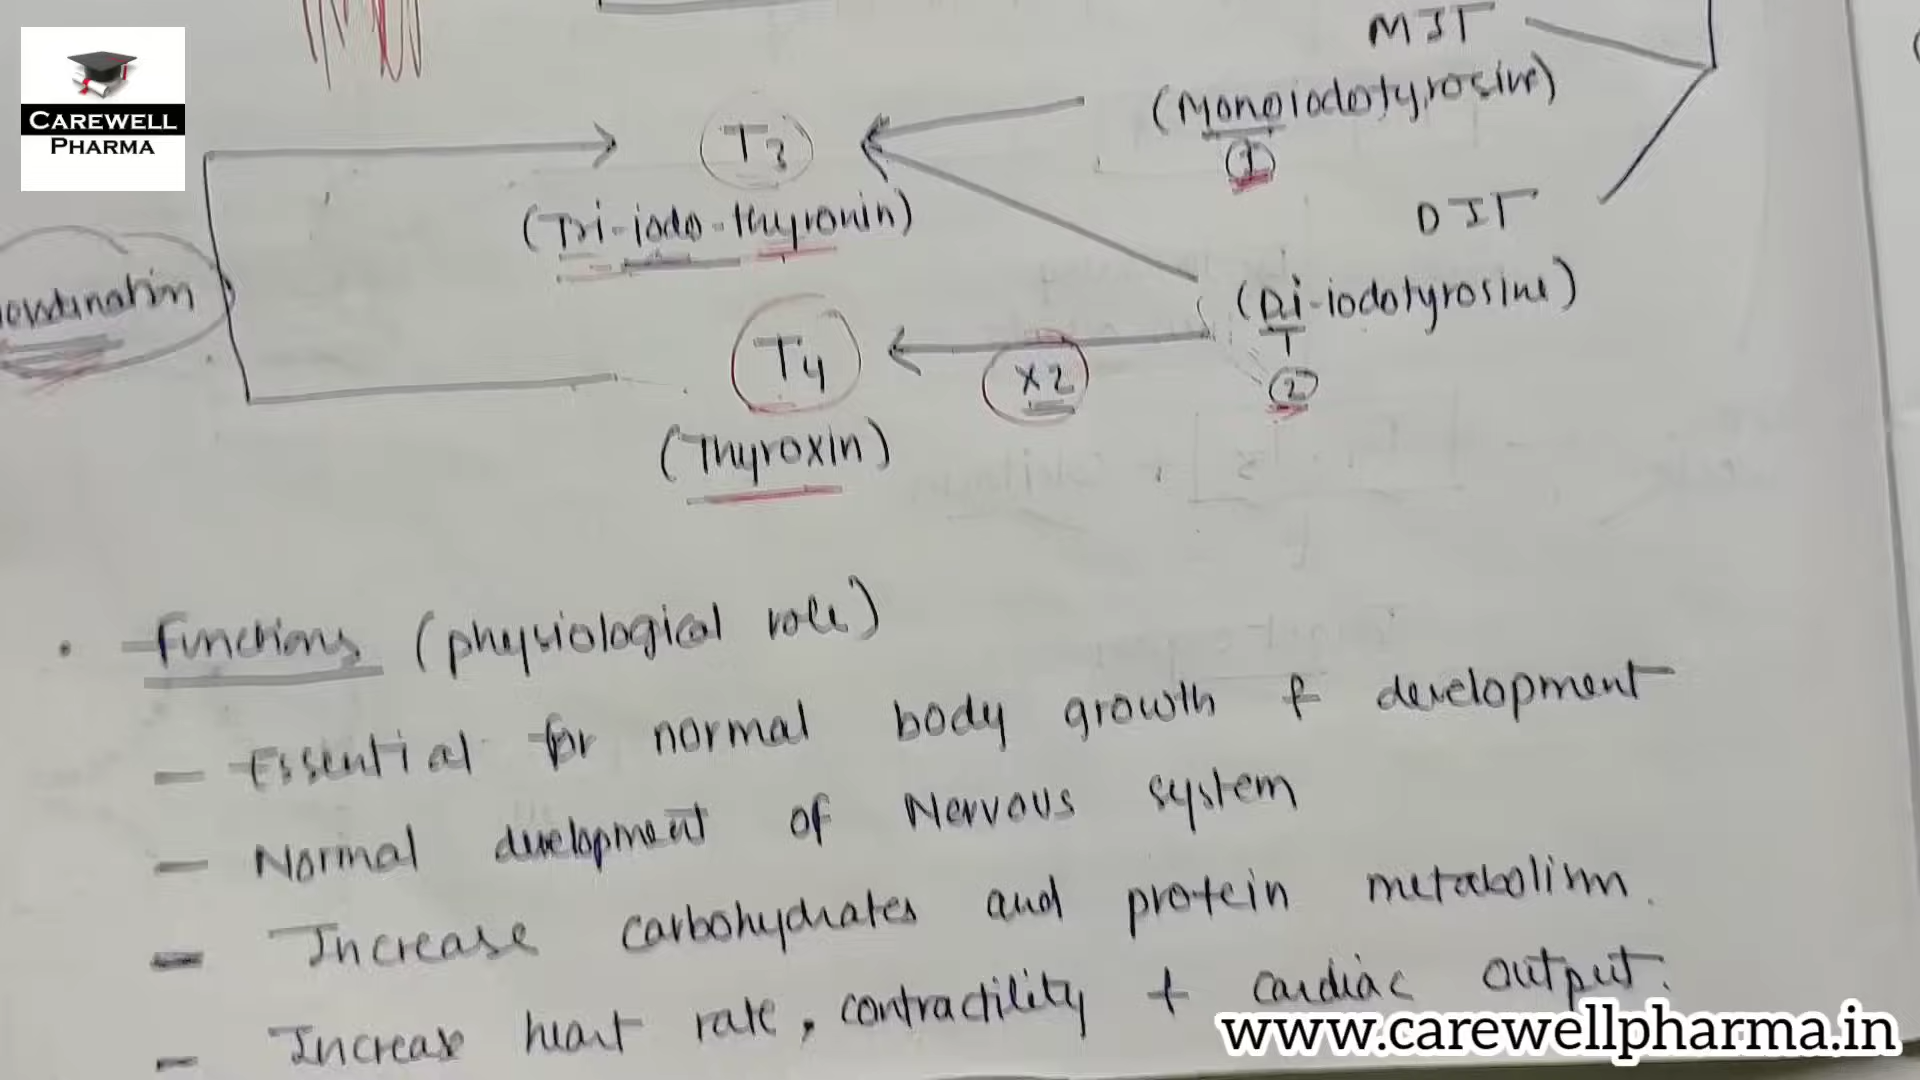 CAREWELL
PHARMA
MIT
(Monoiodotyrosine)
1
T3
(Tri-iodo-thyronin)
DIT
(Di-iodotyrosine)
2
T4
X2
(Thyroxin)
• Functions (physiological role)
- Essential for normal body growth & development
- Normal development of Nervous system
- Increase carbohydrates and protein metabolism.
- Increase heart rate, contractility + cardiac output.
www.carewellpharma.in